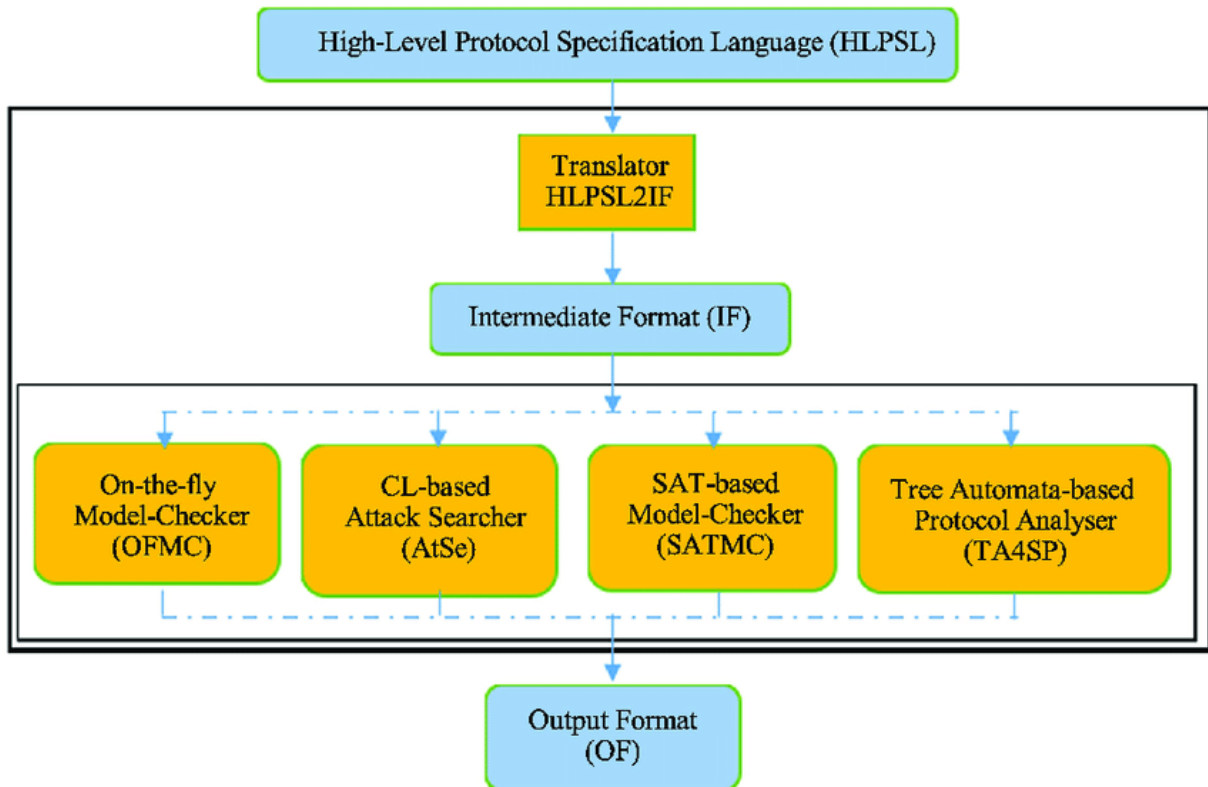 High-Level Protocol Specification Language (HLPSL)
Translator
HLPSL2IF
Intermediate Format (IF)
On-the-fly
Model-Checker
(OFMC)
CL-based
Attack Searcher
(AtSe)
SAT-based
Model-Checker
(SATMC)
Tree Automata-based
Protocol Analyser
(TA4SP)
Output Format
(OF)